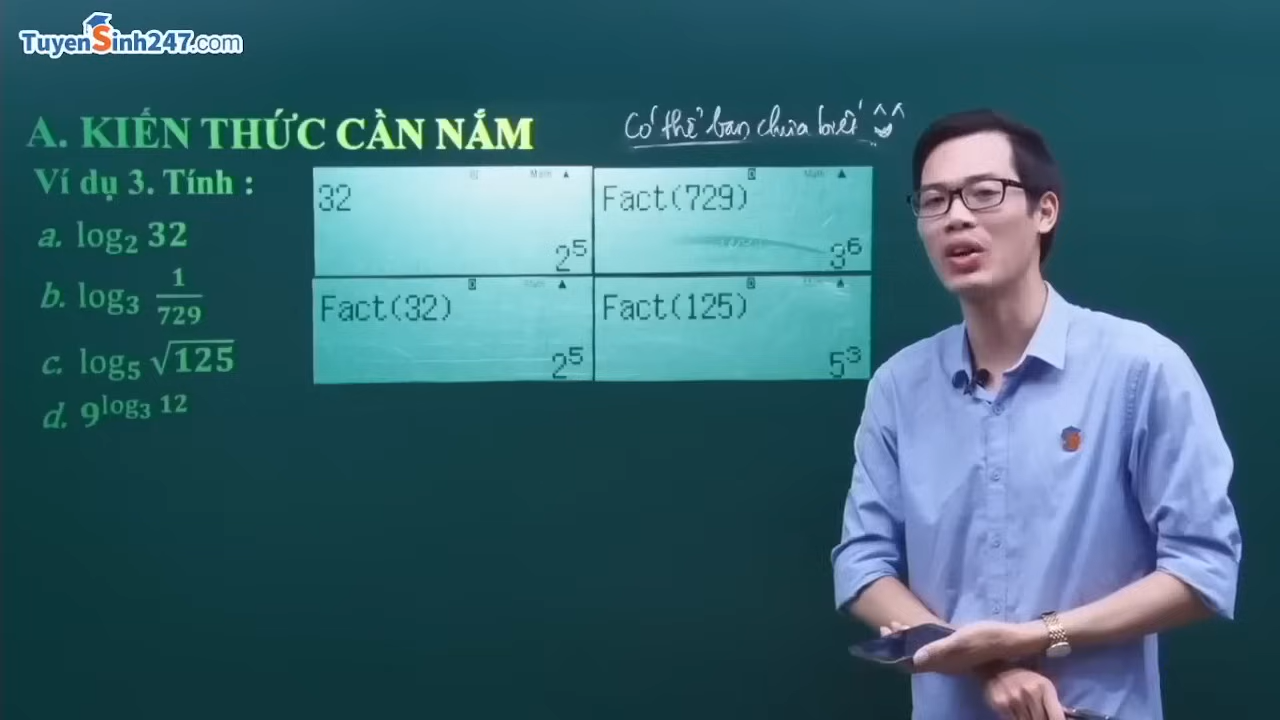 TuyenSinh247.com
A. KIẾN THỨC CẦN NẮM
Có thể bạn chưa biết ^^
Ví dụ 3. Tính :
a. log₂ 32
b. log₃ 1/729
c. log₅ √125
d. 9^{log₃ 12}
32
2⁵
Fact(729)
3⁶
Fact(32)
2⁵
Fact(125)
5³